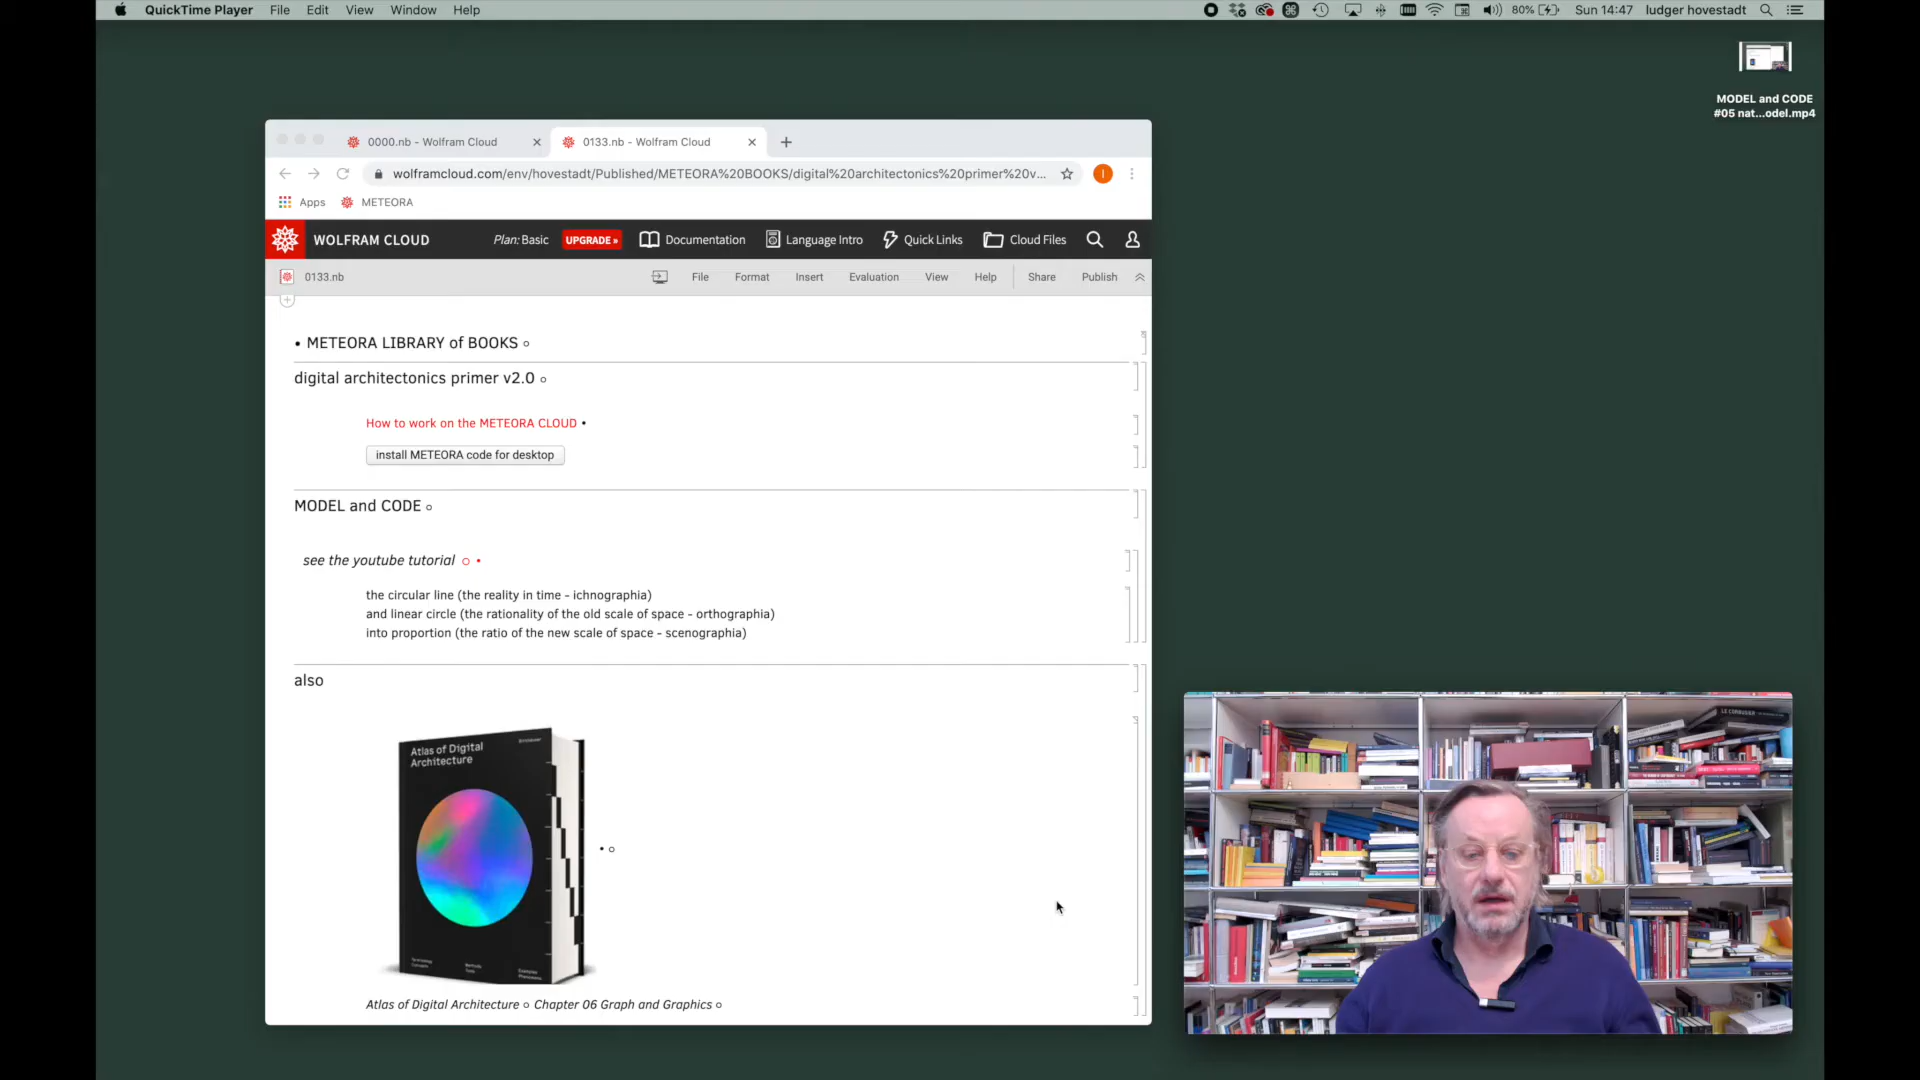 QuickTime Player File Edit View Window Help 80% Sun 14:47 ludger hovestadt
MODEL and CODE
#05 nat...odel.mp4
0000.nb - Wolfram Cloud
0133.nb - Wolfram Cloud
wolframcloud.com/env/hovestadt/Published/METEORA%20BOOKS/digital%20architectonics%20primer%20v...
Apps METEORA
WOLFRAM CLOUD Plan: Basic UPGRADE » Documentation Language Intro Quick Links Cloud Files
0133.nb File Format Insert Evaluation View Help Share Publish
• METEORA LIBRARY of BOOKS
digital architectonics primer v2.0
How to work on the METEORA CLOUD •
install METEORA code for desktop
MODEL and CODE
see the youtube tutorial
the circular line (the reality in time - ichnographia)
and linear circle (the rationality of the old scale of space - orthographia)
into proportion (the ratio of the new scale of space - scenographia)
also
Atlas of Digital
Architecture
Atlas of Digital Architecture Chapter 06 Graph and Graphics
LE CORBUSIER